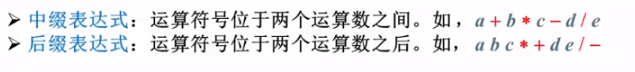 ➢ 中缀表达式：运算符号位于两个运算数之间。如，a + b * c − d / e
➢ 后缀表达式：运算符号位于两个运算数之后。如，a b c * + d e / −